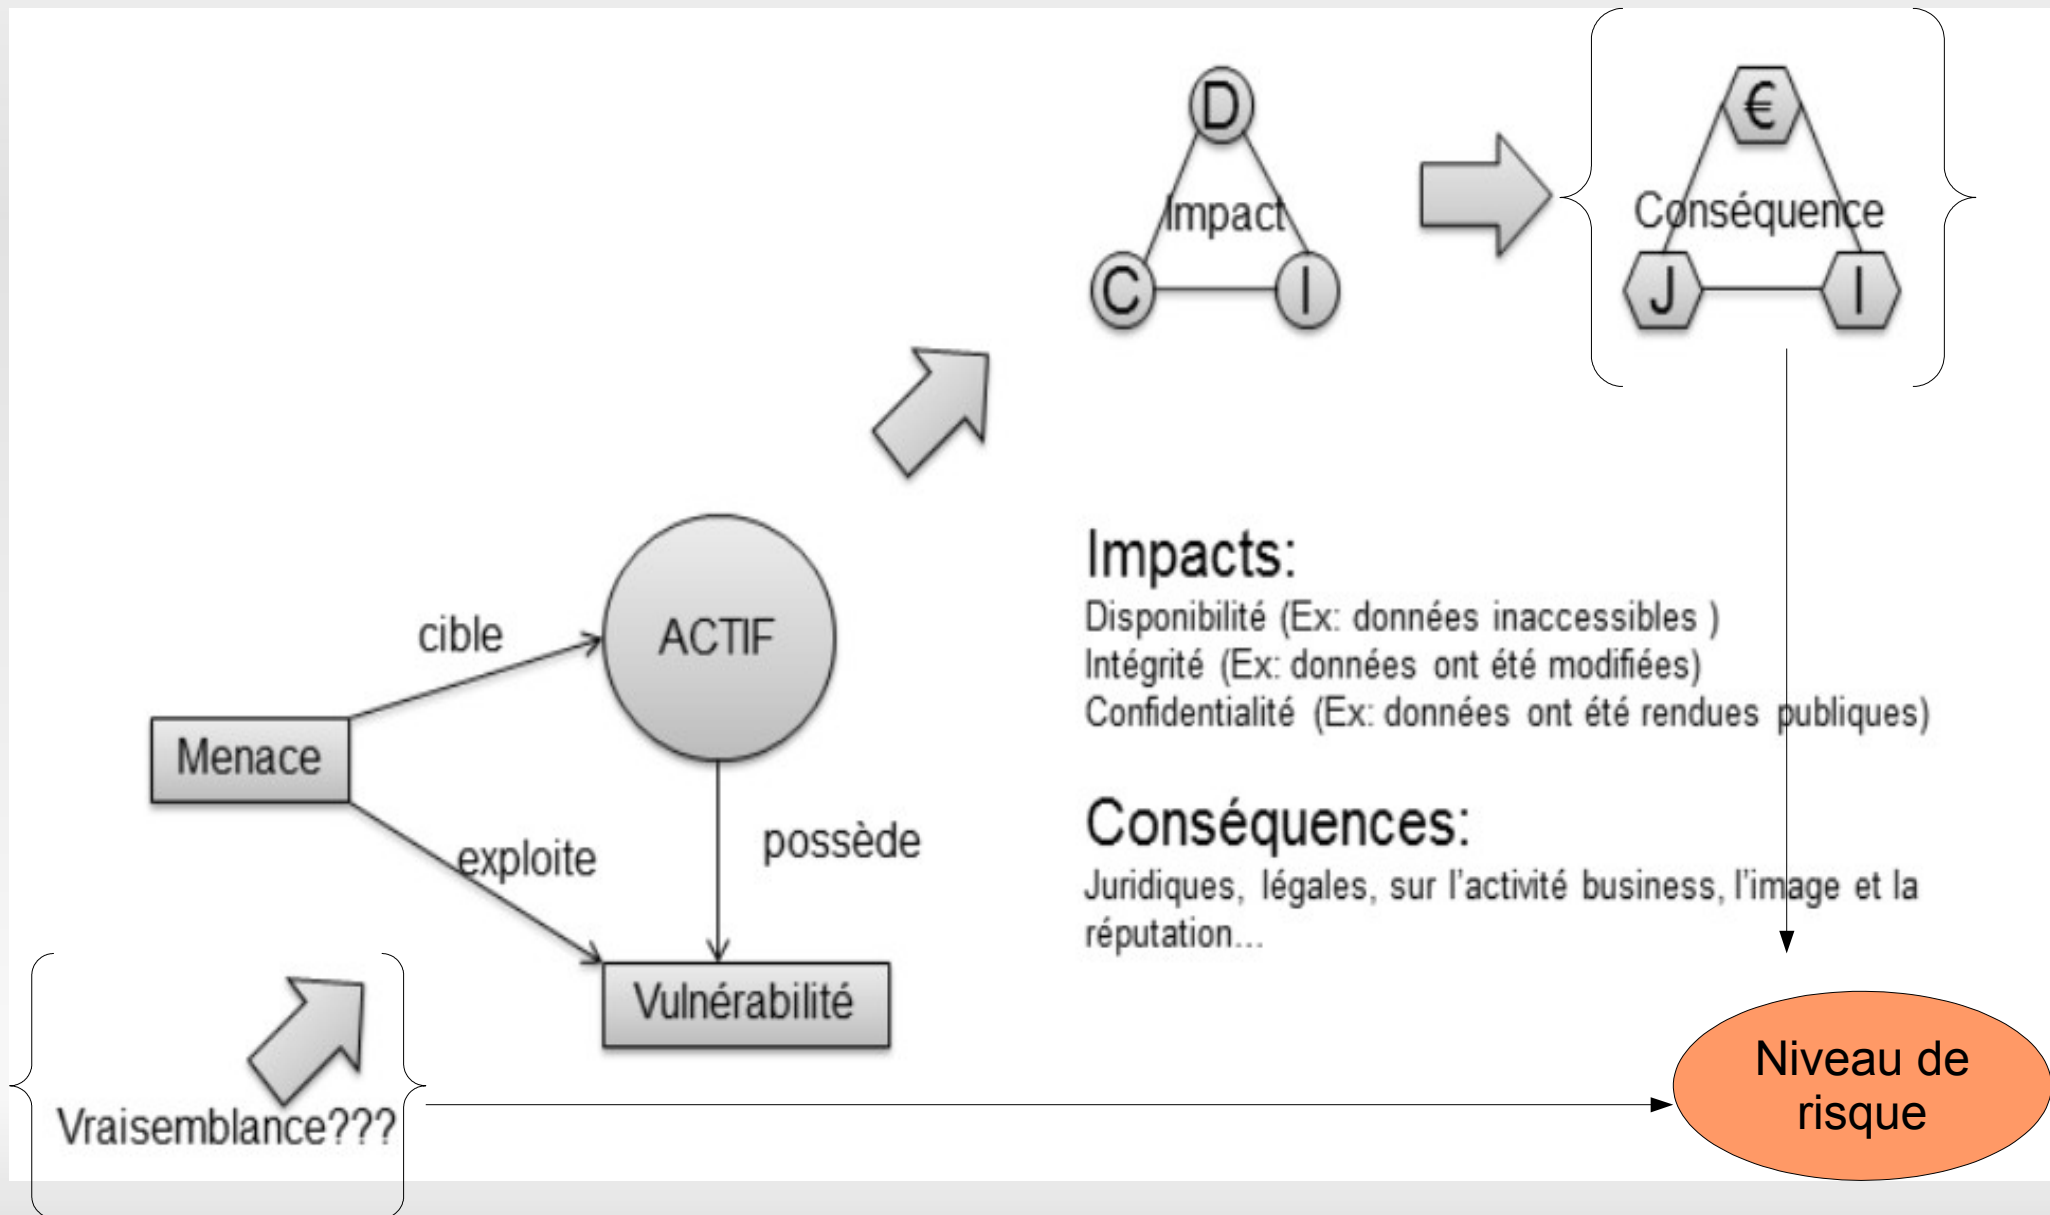 D
Impact
C
I
€
Conséquence
J
I
cible
ACTIF
Menace
exploite
possède
Vulnérabilité
Vraisemblance???
Impacts:
Disponibilité (Ex: données inaccessibles )
Intégrité (Ex: données ont été modifiées)
Confidentialité (Ex: données ont été rendues publiques)
Conséquences:
Juridiques, légales, sur l'activité business, l'image et la
réputation...
Niveau de
risque